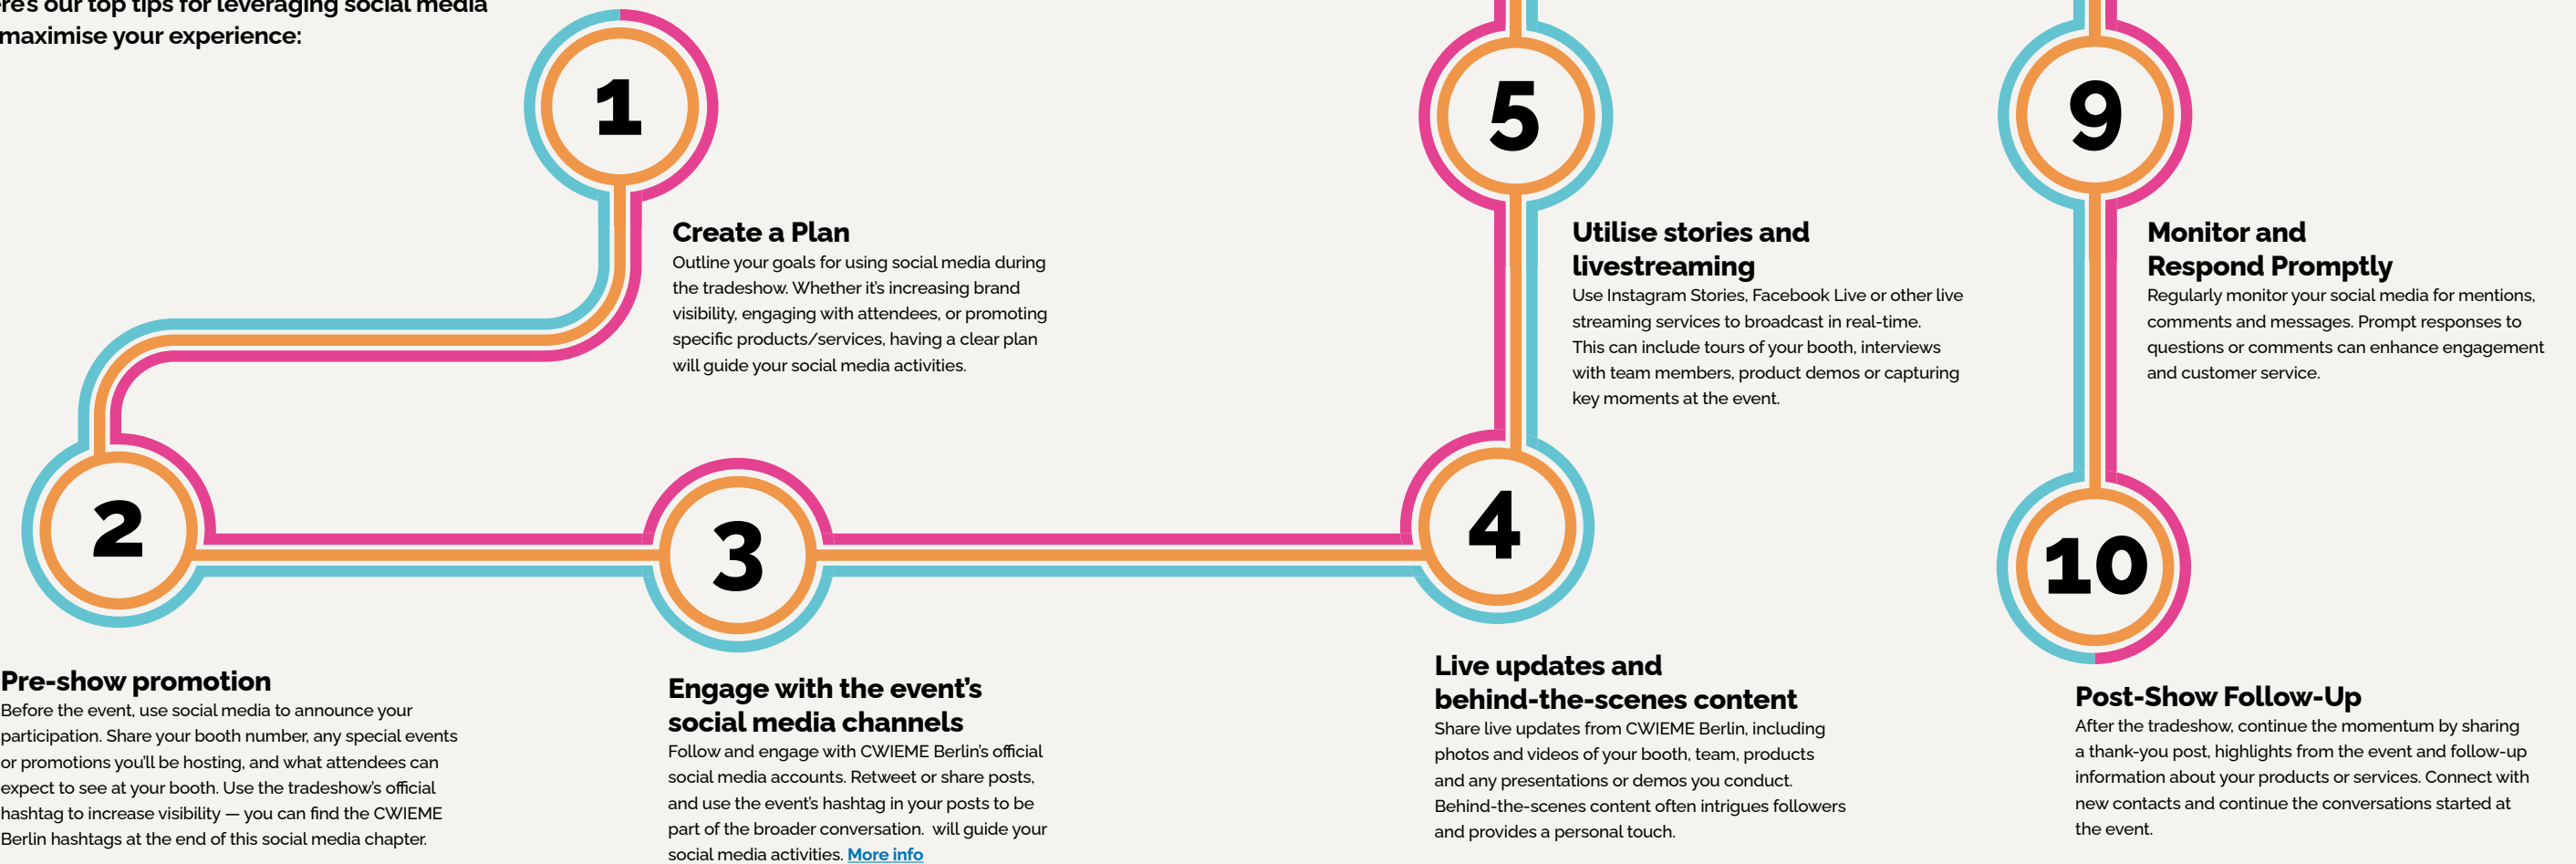 ere's our top tips for leveraging social media
maximise your experience:
1
Create a Plan
Outline your goals for using social media during
the tradeshow. Whether it's increasing brand
visibility, engaging with attendees, or promoting
specific products/services, having a clear plan
will guide your social media activities.
2
Pre-show promotion
Before the event, use social media to announce your
participation. Share your booth number, any special events
or promotions you'll be hosting, and what attendees can
expect to see at your booth. Use the tradeshow's official
hashtag to increase visibility — you can find the CWIEME
Berlin hashtags at the end of this social media chapter.
3
Engage with the event's
social media channels
Follow and engage with CWIEME Berlin's official
social media accounts. Retweet or share posts,
and use the event's hashtag in your posts to be
part of the broader conversation.  will guide your
social media activities. More info
4
Live updates and
behind-the-scenes content
Share live updates from CWIEME Berlin, including
photos and videos of your booth, team, products
and any presentations or demos you conduct.
Behind-the-scenes content often intrigues followers
and provides a personal touch.
5
Utilise stories and
livestreaming
Use Instagram Stories, Facebook Live or other live
streaming services to broadcast in real-time.
This can include tours of your booth, interviews
with team members, product demos or capturing
key moments at the event.
9
Monitor and
Respond Promptly
Regularly monitor your social media for mentions,
comments and messages. Prompt responses to
questions or comments can enhance engagement
and customer service.
10
Post-Show Follow-Up
After the tradeshow, continue the momentum by sharing
a thank-you post, highlights from the event and follow-up
information about your products or services. Connect with
new contacts and continue the conversations started at
the event.